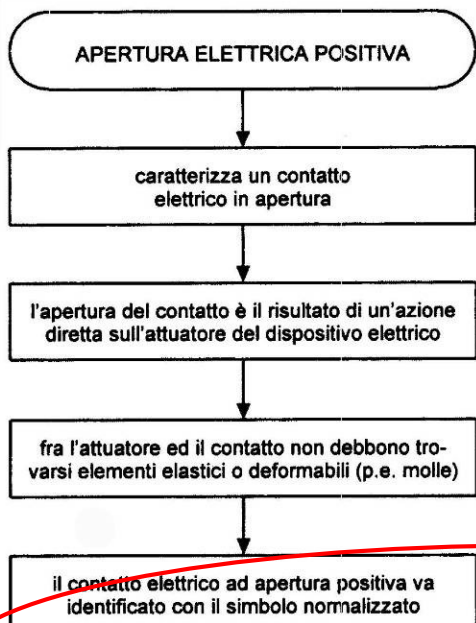 APERTURA ELETTRICA POSITIVA
caratterizza un contatto
elettrico in apertura
l'apertura del contatto è il risultato di un'azione
diretta sull'attuatore del dispositivo elettrico
fra l'attuatore ed il contatto non debbono tro-
varsi elementi elastici o deformabili (p.e. molle)
il contatto elettrico ad apertura positiva va
identificato con il simbolo normalizzato